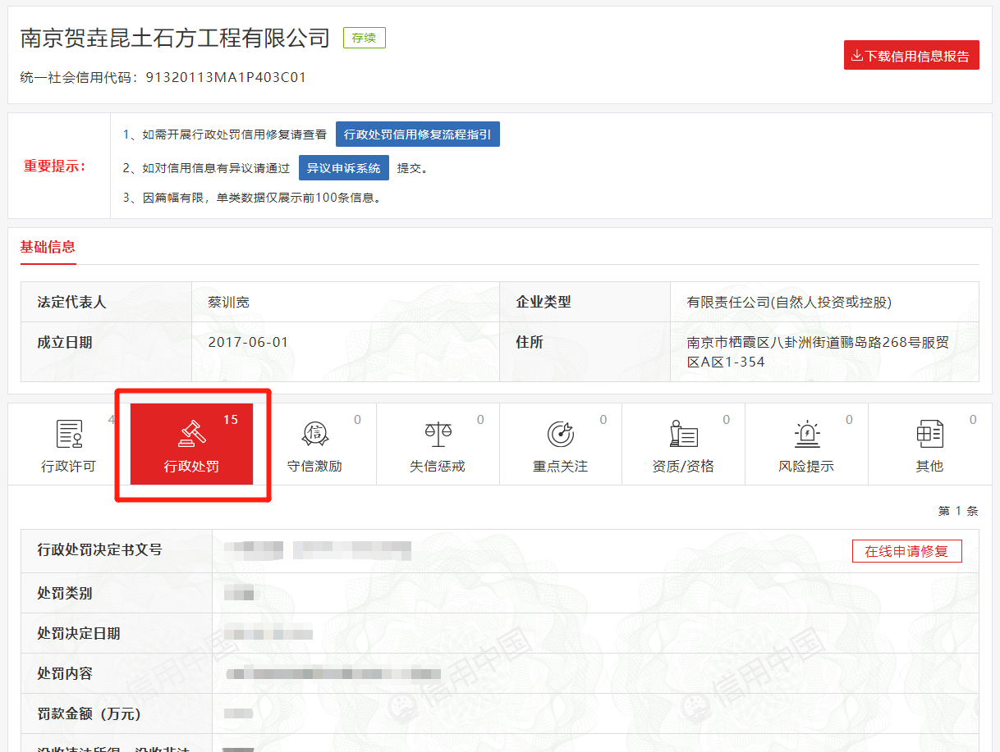 南京贺垚昆土石方工程有限公司 存续
下载信用信息报告
统一社会信用代码：91320113MA1P403C01
重要提示：
1、如需开展行政处罚信用修复请查看 行政处罚信用修复流程指引
2、如对信用信息有异议请通过 异议申诉系统 提交。
3、因篇幅有限，单类数据仅展示前100条信息。
基础信息
法定代表人 蔡训宽 企业类型 有限责任公司(自然人投资或控股)
成立日期 2017-06-01 住所 南京市栖霞区八卦洲街道鹂岛路268号服贸
区A区1-354
4 15 0 0 0 0 0 0
信
行政许可 行政处罚 守信激励 失信惩戒 重点关注 资质/资格 风险提示 其他
第 1 条
行政处罚决定书文号 在线申请修复
处罚类别
处罚决定日期
处罚内容
罚款金额（万元）
没收违法所得、没收非法
信用中国
信用中国
信用中国